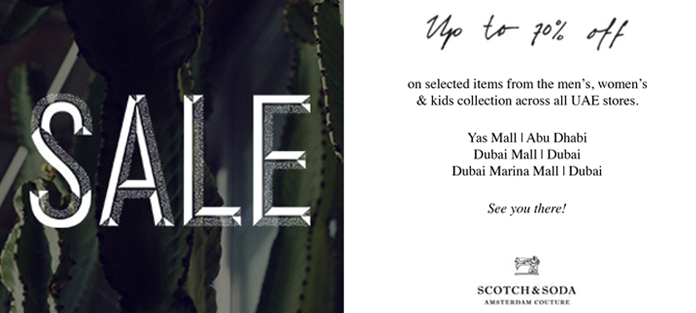 SALE
Up to 70% off
on selected items from the men's, women's
& kids collection across all UAE stores.
Yas Mall | Abu Dhabi
Dubai Mall | Dubai
Dubai Marina Mall | Dubai
See you there!
SCOTCH & SODA
AMSTERDAM COUTURE